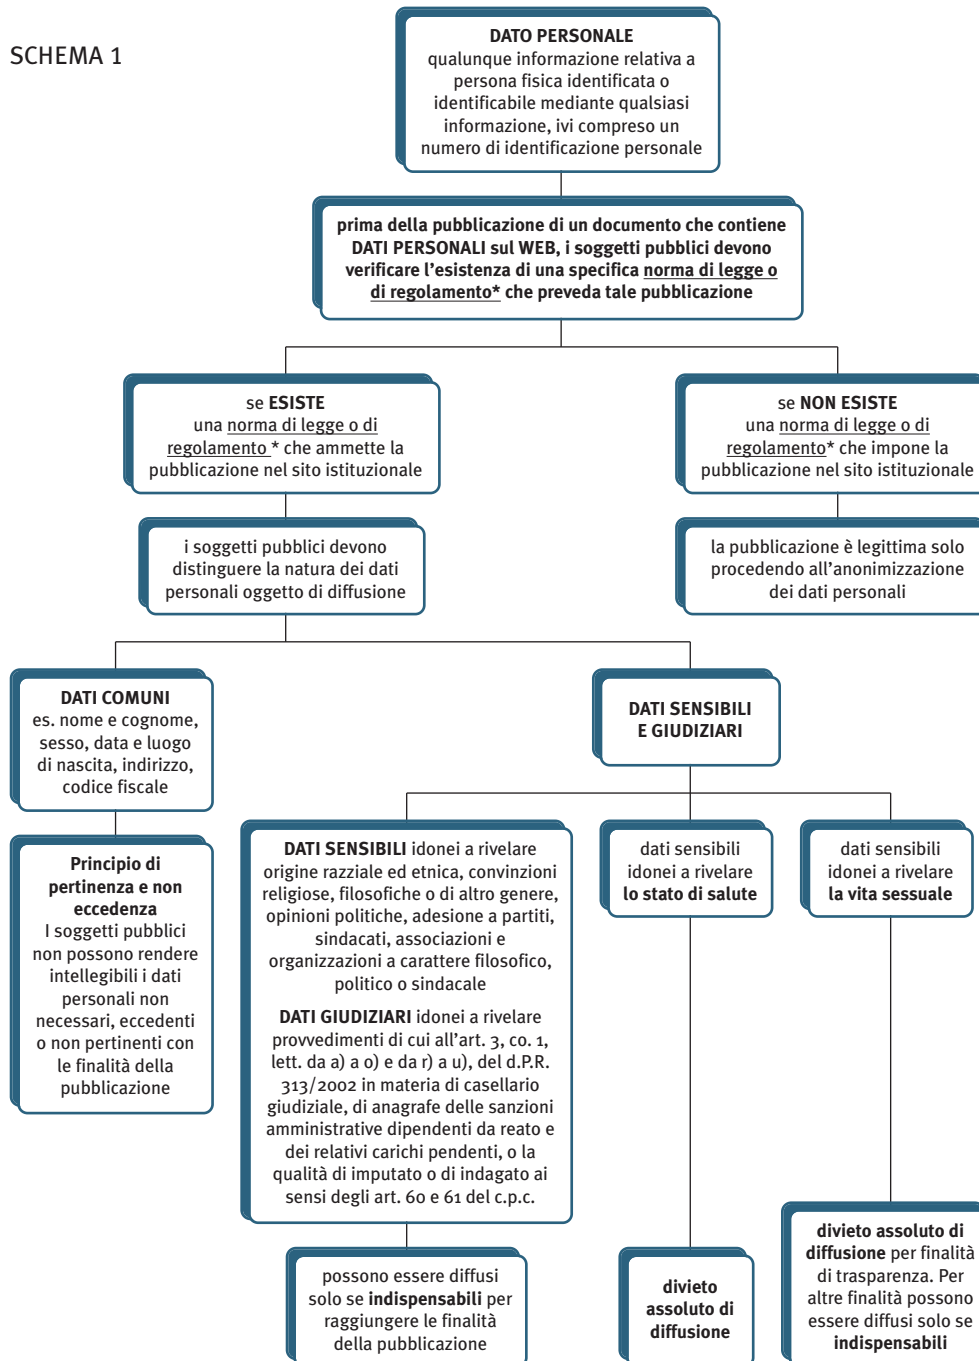 SCHEMA 1
DATO PERSONALE
qualunque informazione relativa a
persona fisica identificata o
identificabile mediante qualsiasi
informazione, ivi compreso un
numero di identificazione personale
prima della pubblicazione di un documento che contiene
DATI PERSONALI sul WEB, i soggetti pubblici devono
verificare l’esistenza di una specifica norma di legge o
di regolamento* che preveda tale pubblicazione
se ESISTE
una norma di legge o di
regolamento * che ammette la
pubblicazione nel sito istituzionale
se NON ESISTE
una norma di legge o di
regolamento* che impone la
pubblicazione nel sito istituzionale
i soggetti pubblici devono
distinguere la natura dei dati
personali oggetto di diffusione
la pubblicazione è legittima solo
procedendo all’anonimizzazione
dei dati personali
DATI COMUNI
es. nome e cognome,
sesso, data e luogo
di nascita, indirizzo,
codice fiscale
DATI SENSIBILI
E GIUDIZIARI
Principio di
pertinenza e non
eccedenza
I soggetti pubblici
non possono rendere
intellegibili i dati
personali non
necessari, eccedenti
o non pertinenti con
le finalità della
pubblicazione
DATI SENSIBILI idonei a rivelare
origine razziale ed etnica, convinzioni
religiose, filosofiche o di altro genere,
opinioni politiche, adesione a partiti,
sindacati, associazioni e
organizzazioni a carattere filosofico,
politico o sindacale
DATI GIUDIZIARI idonei a rivelare
provvedimenti di cui all’art. 3, co. 1,
lett. da a) a o) e da r) a u), del d.P.R.
313/2002 in materia di casellario
giudiziale, di anagrafe delle sanzioni
amministrative dipendenti da reato e
dei relativi carichi pendenti, o la
qualità di imputato o di indagato ai
sensi degli art. 60 e 61 del c.p.c.
dati sensibili
idonei a rivelare
lo stato di salute
dati sensibili
idonei a rivelare
la vita sessuale
possono essere diffusi
solo se indispensabili per
raggiungere le finalità
della pubblicazione
divieto
assoluto di
diffusione
divieto assoluto di
diffusione per finalità
di trasparenza. Per
altre finalità possono
essere diffusi solo se
indispensabili